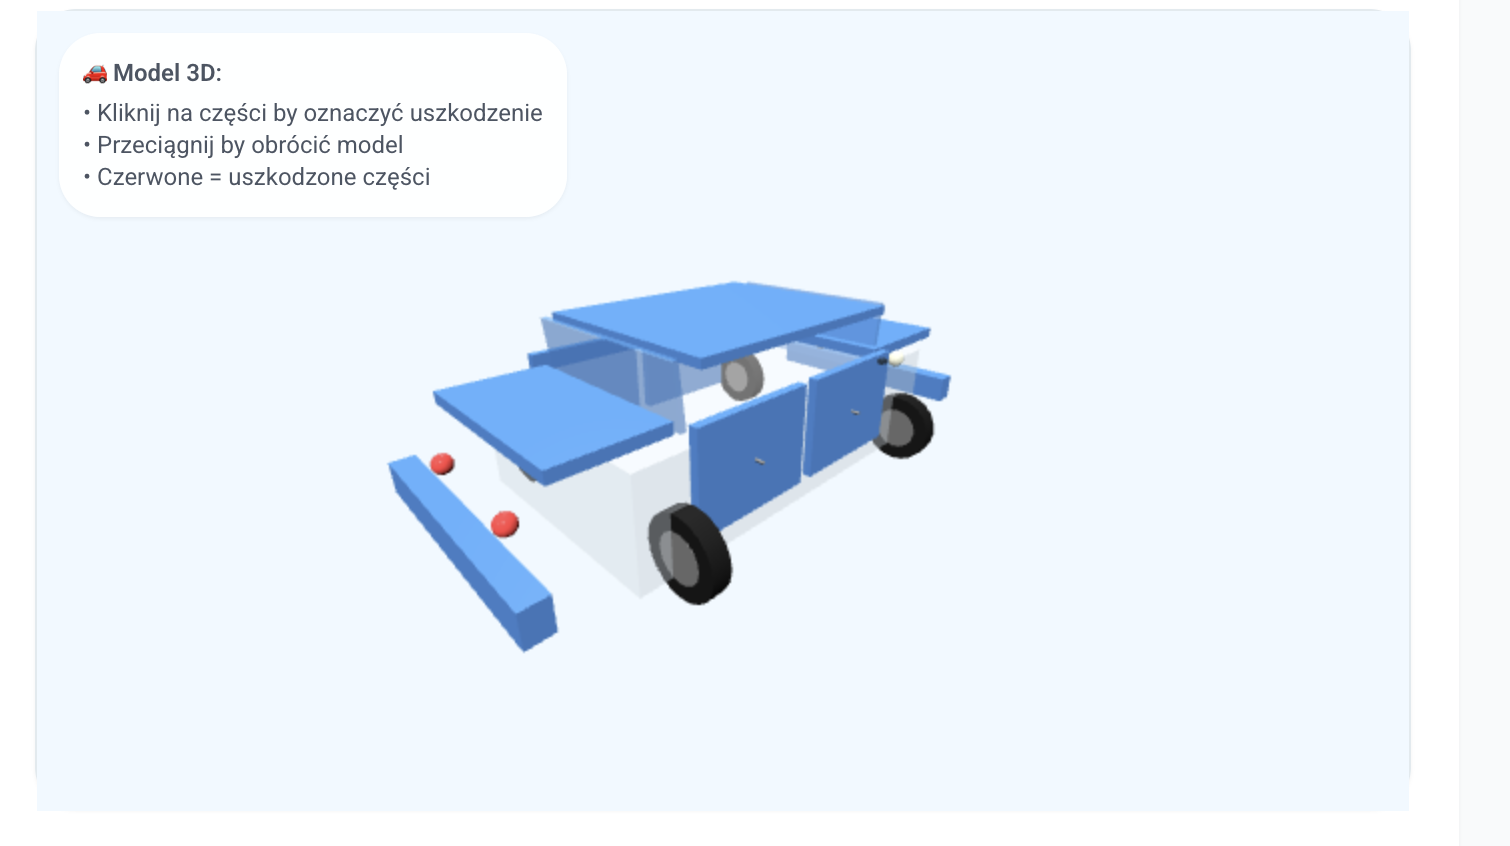 🚗 Model 3D:
• Kliknij na części by oznaczyć uszkodzenie
• Przeciągnij by obrócić model
• Czerwone = uszkodzone części